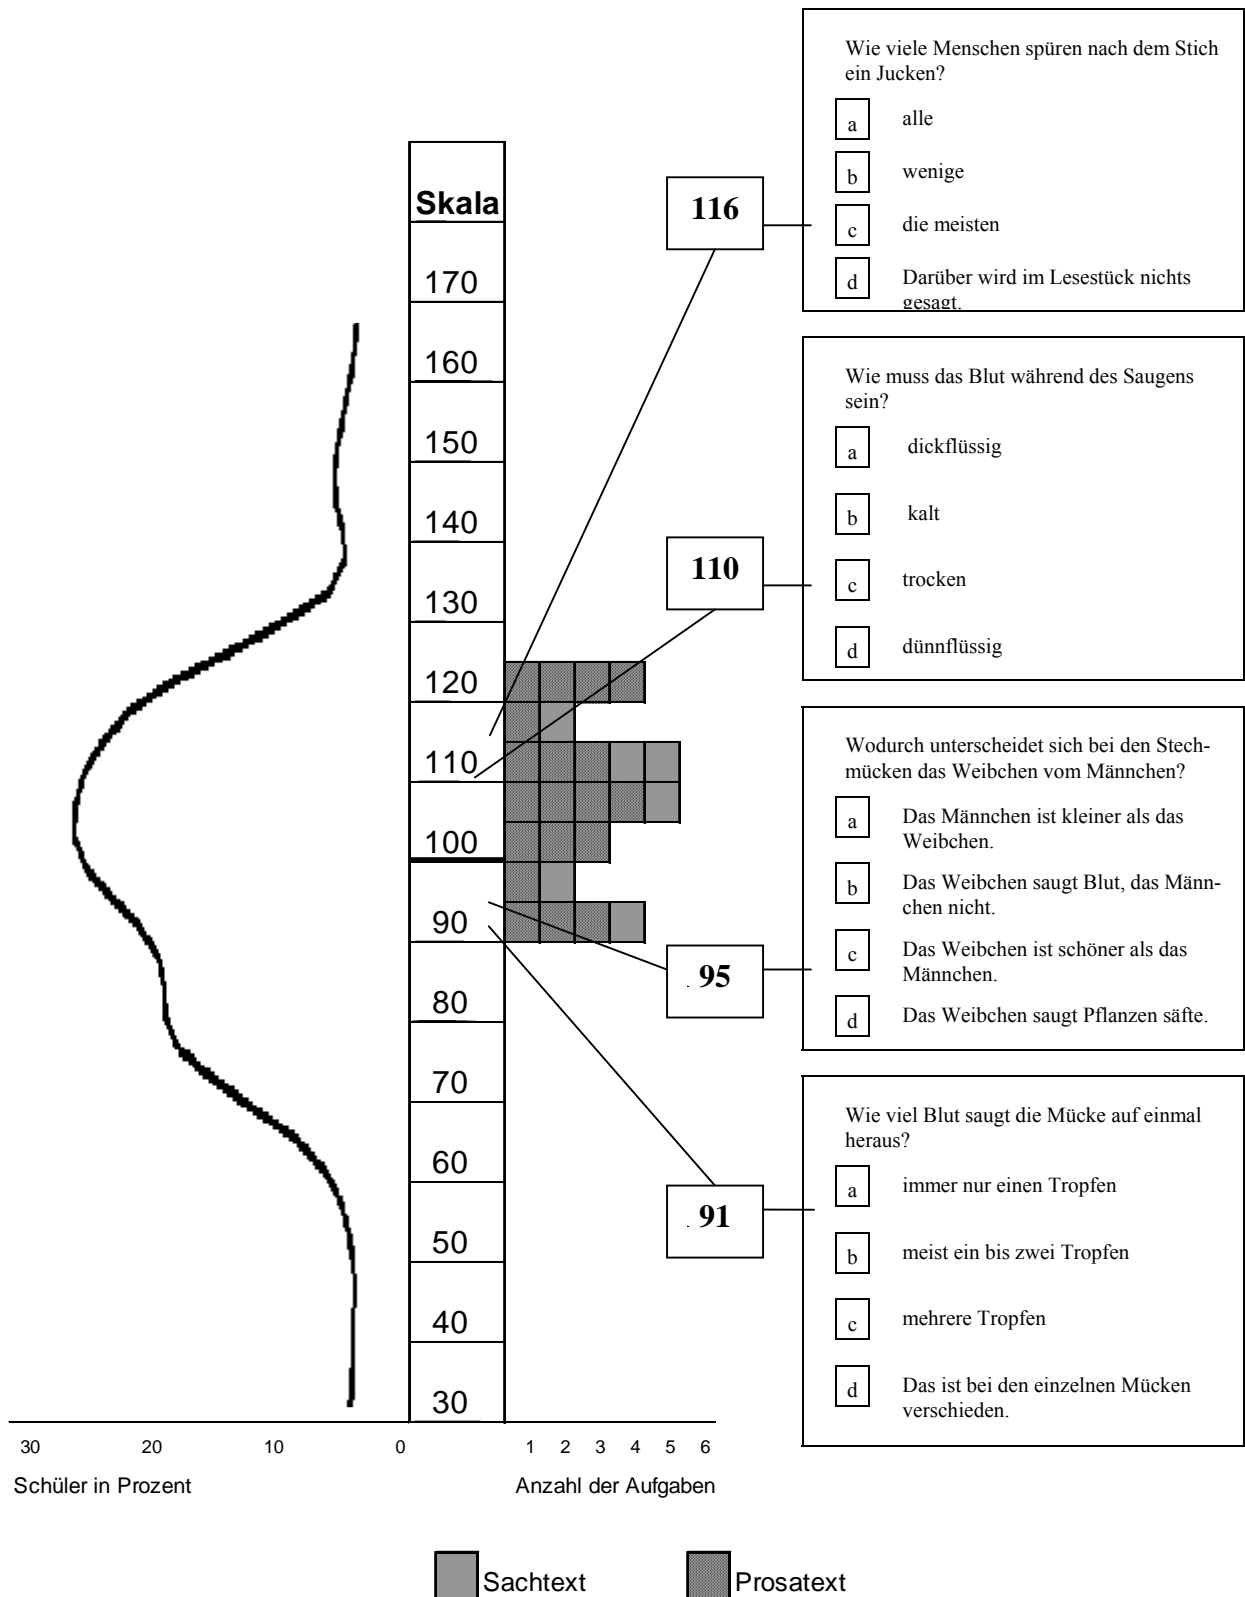 Wie viele Menschen spüren nach dem Stich
ein Jucken?
a alle
b wenige
c die meisten
d Darüber wird im Lesestück nichts
gesagt.
Wie muss das Blut während des Saugens
sein?
a dickflüssig
b kalt
c trocken
d dünnflüssig
Wodurch unterscheidet sich bei den Stech-
mücken das Weibchen vom Männchen?
a Das Männchen ist kleiner als das
Weibchen.
b Das Weibchen saugt Blut, das Männ-
chen nicht.
c Das Weibchen ist schöner als das
Männchen.
d Das Weibchen saugt Pflanzen säfte.
Wie viel Blut saugt die Mücke auf einmal
heraus?
a immer nur einen Tropfen
b meist ein bis zwei Tropfen
c mehrere Tropfen
d Das ist bei den einzelnen Mücken
verschieden.
116
110
. 95
. 91
Skala
170
160
150
140
130
120
110
100
90
80
70
60
50
40
30
30 20 10 0 1 2 3 4 5 6
Schüler in Prozent Anzahl der Aufgaben
Sachtext Prosatext